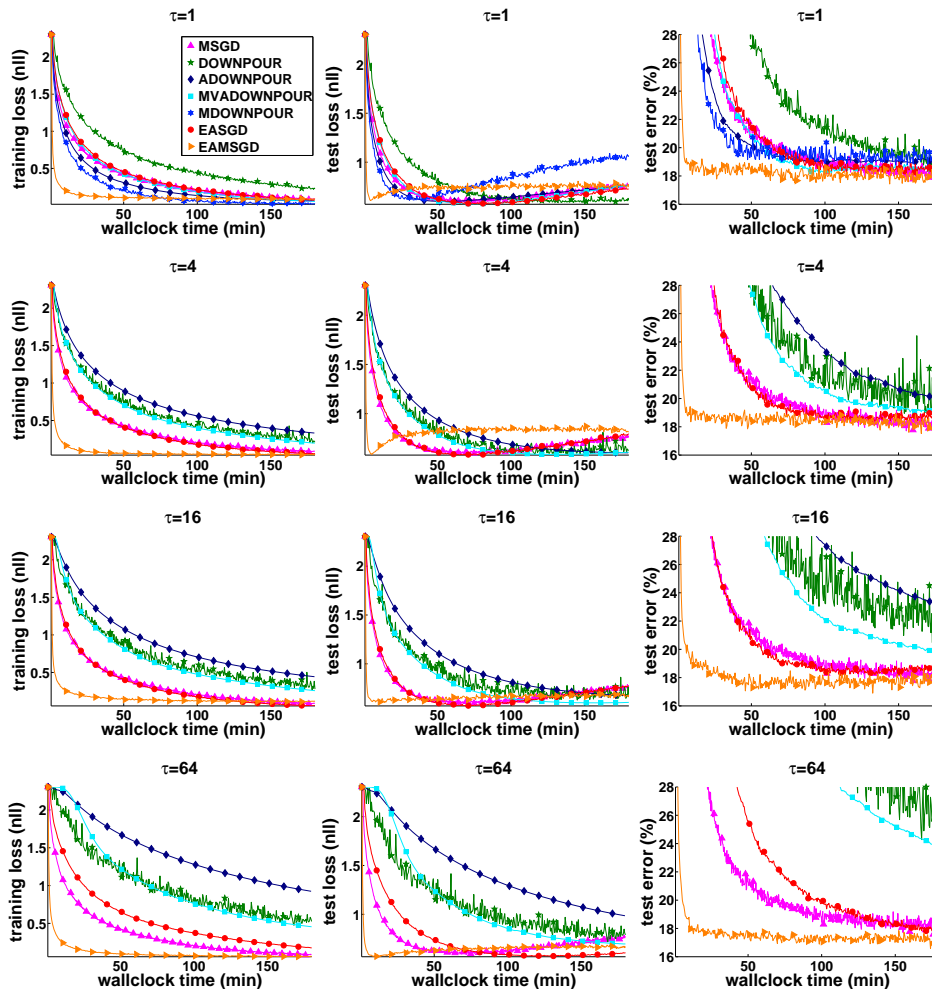 τ=1
τ=1
τ=1
training loss (nll)
2
1.5
1
0.5
50
100
150
wallclock time (min)
MSGD
DOWNPOUR
ADOWNPOUR
MVADOWNPOUR
MDOWNPOUR
EASGD
EAMSGD
test loss (nll)
2
1
50
100
150
wallclock time (min)
test error (%)
28
26
24
22
20
18
16
50
100
150
wallclock time (min)
τ=4
τ=4
τ=4
training loss (nll)
2
1.5
1
0.5
50
100
150
wallclock time (min)
test loss (nll)
2
1
50
100
150
wallclock time (min)
test error (%)
28
26
24
22
20
18
16
50
100
150
wallclock time (min)
τ=16
τ=16
τ=16
training loss (nll)
2
1.5
1
0.5
50
100
150
wallclock time (min)
test loss (nll)
2
1
50
100
150
wallclock time (min)
test error (%)
28
26
24
22
20
18
16
50
100
150
wallclock time (min)
τ=64
τ=64
τ=64
training loss (nll)
2
1.5
1
0.5
50
100
150
wallclock time (min)
test loss (nll)
2
1.5
1
50
100
150
wallclock time (min)
test error (%)
28
26
24
22
20
18
16
50
100
150
wallclock time (min)